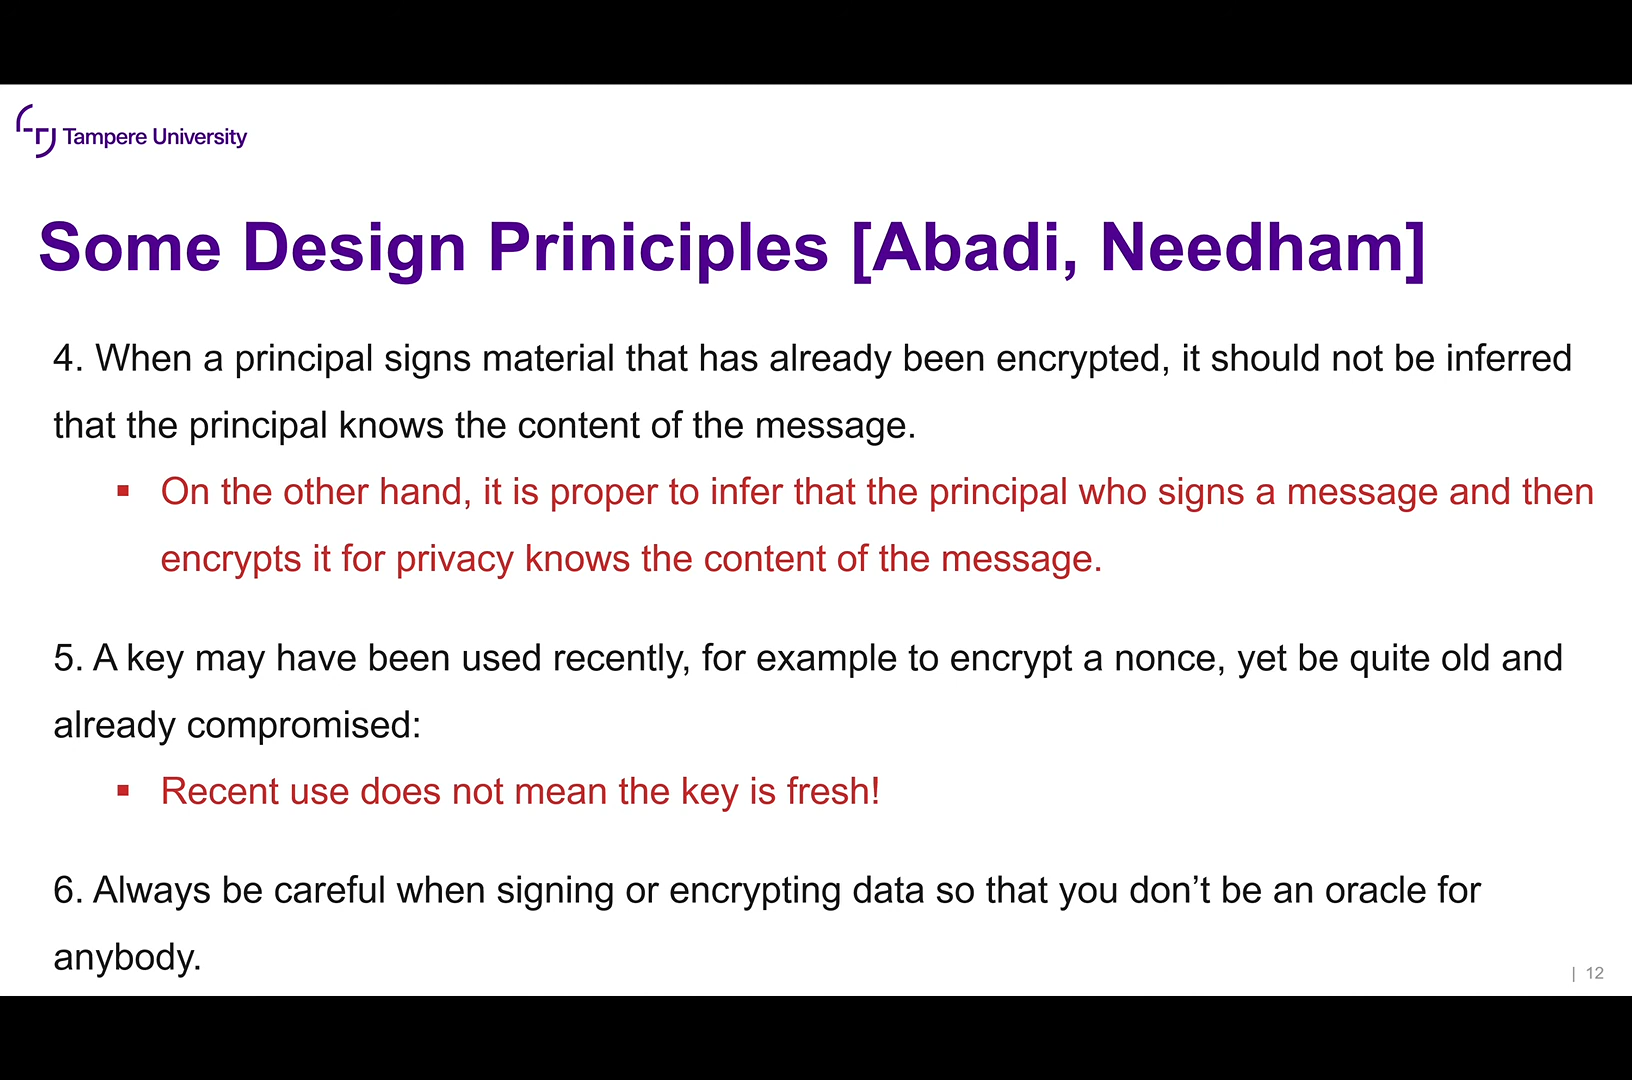 Tampere University
Some Design Priniciples [Abadi, Needham]
4. When a principal signs material that has already been encrypted, it should not be inferred
that the principal knows the content of the message.
▪ On the other hand, it is proper to infer that the principal who signs a message and then
encrypts it for privacy knows the content of the message.
5. A key may have been used recently, for example to encrypt a nonce, yet be quite old and
already compromised:
▪ Recent use does not mean the key is fresh!
6. Always be careful when signing or encrypting data so that you don’t be an oracle for
anybody.
| 12